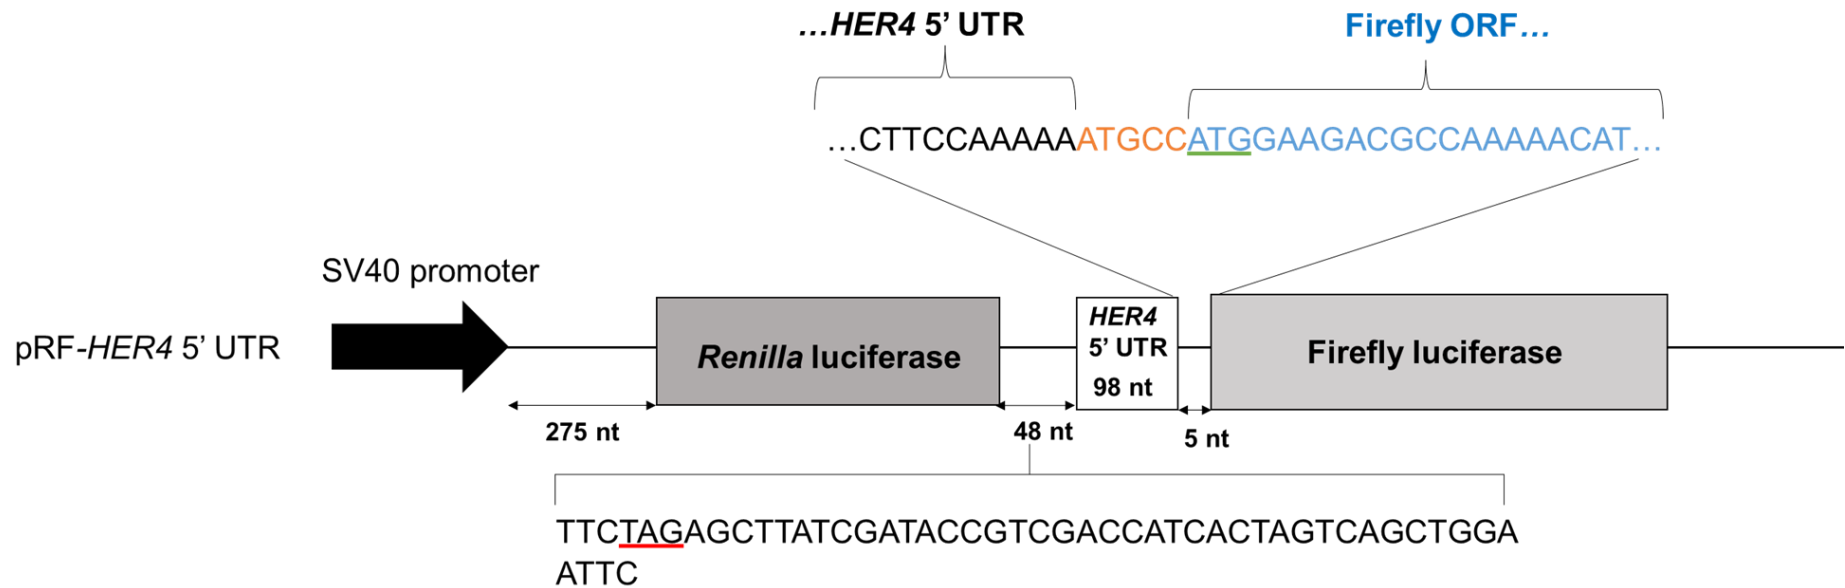 ...HER4 5’ UTR
Firefly ORF...
...CTTCCAAAAAATGCCATGGAAGACGCCAAAAACAT...
SV40 promoter
pRF-HER4 5’ UTR
Renilla luciferase
HER4
5’ UTR
98 nt
Firefly luciferase
275 nt
48 nt
5 nt
TTCTAGAGCTTATCGATACCGTCGACCATCACTAGTCAGCTGGA
ATTC